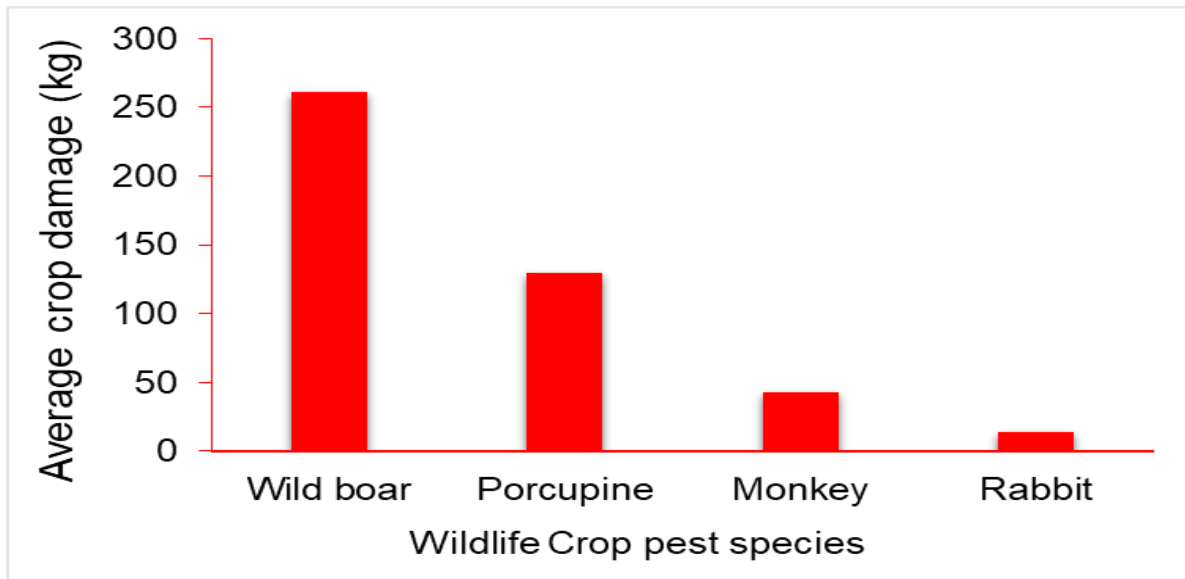 Average crop damage (kg)
300
250
200
150
100
50
0
Wild boar Porcupine Monkey Rabbit
Wildlife Crop pest species